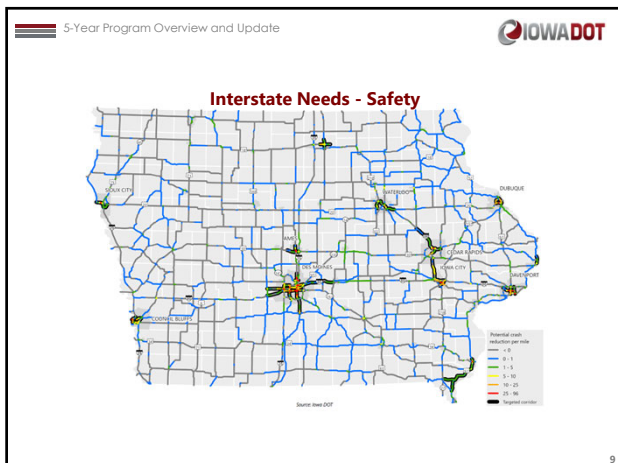 5-Year Program Overview and Update
IOWADOT
Interstate Needs - Safety
SIOUX CITY
WATERLOO
DUBUQUE
AMES
CEDAR RAPIDS
DES MOINES
IOWA CITY
DAVENPORT
COUNCIL BLUFFS
Potential crash
reduction per mile
< 0
0 - 1
1 - 5
5 - 10
10 - 25
25 - 96
Targeted corridor
Source: Iowa DOT
9